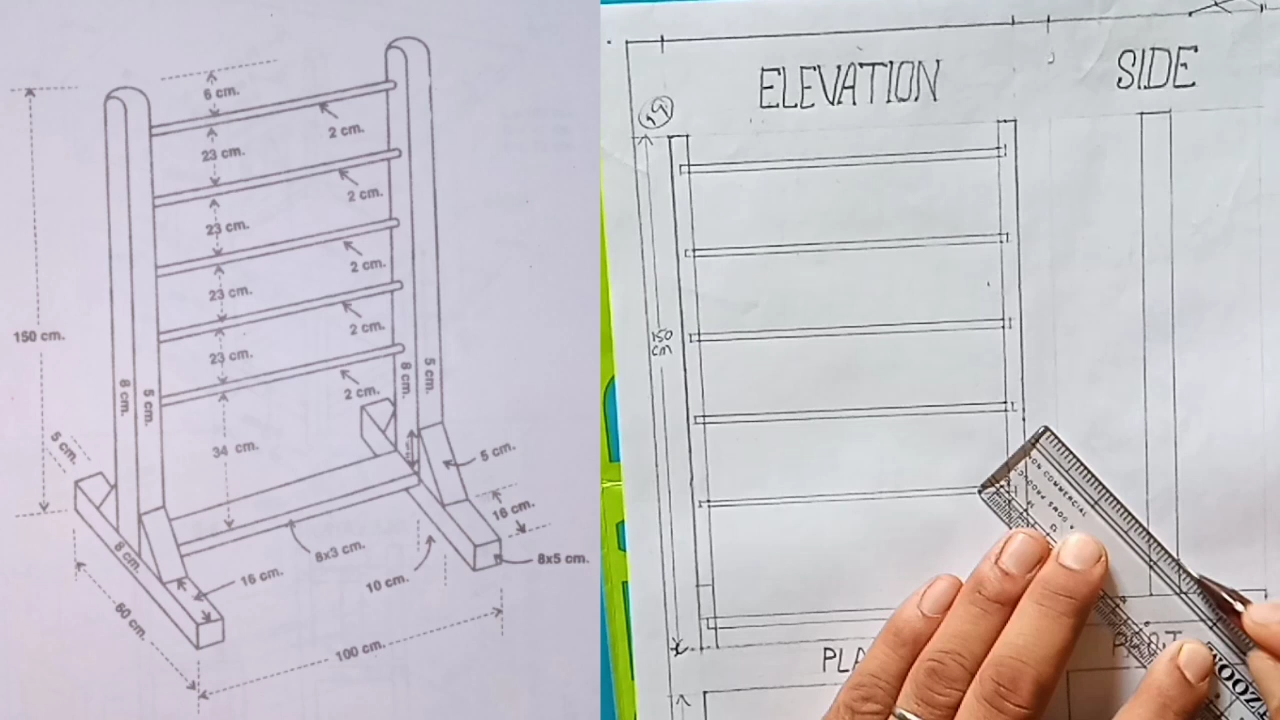 6 cm.
2 cm.
23 cm.
2 cm.
23 cm.
2 cm.
23 cm.
2 cm.
23 cm.
2 cm.
150 cm.
8 cm.
5 cm.
8 cm.
5 cm.
34 cm.
5 cm.
5 cm.
16 cm.
8x5 cm.
8 cm.
16 cm.
8x3 cm.
10 cm.
60 cm.
100 cm.
ELEVATION
SIDE
150
cm
PLA